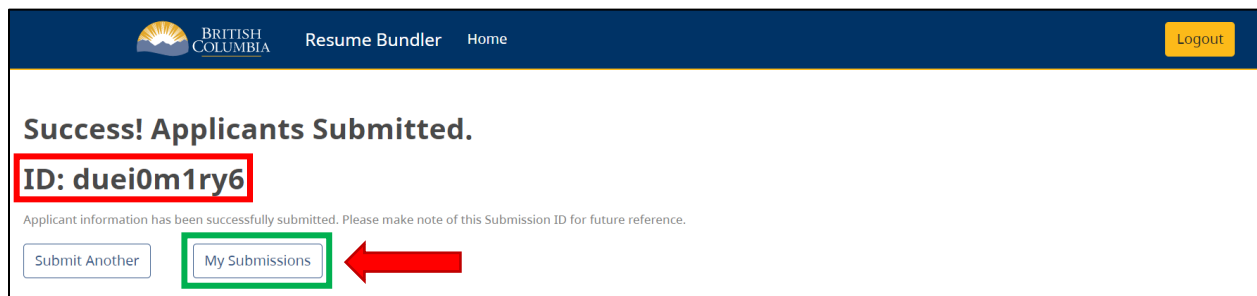 BRITISH
COLUMBIA
Resume Bundler Home Logout
Success! Applicants Submitted.
ID: duei0m1ry6
Applicant information has been successfully submitted. Please make note of this Submission ID for future reference.
Submit Another My Submissions